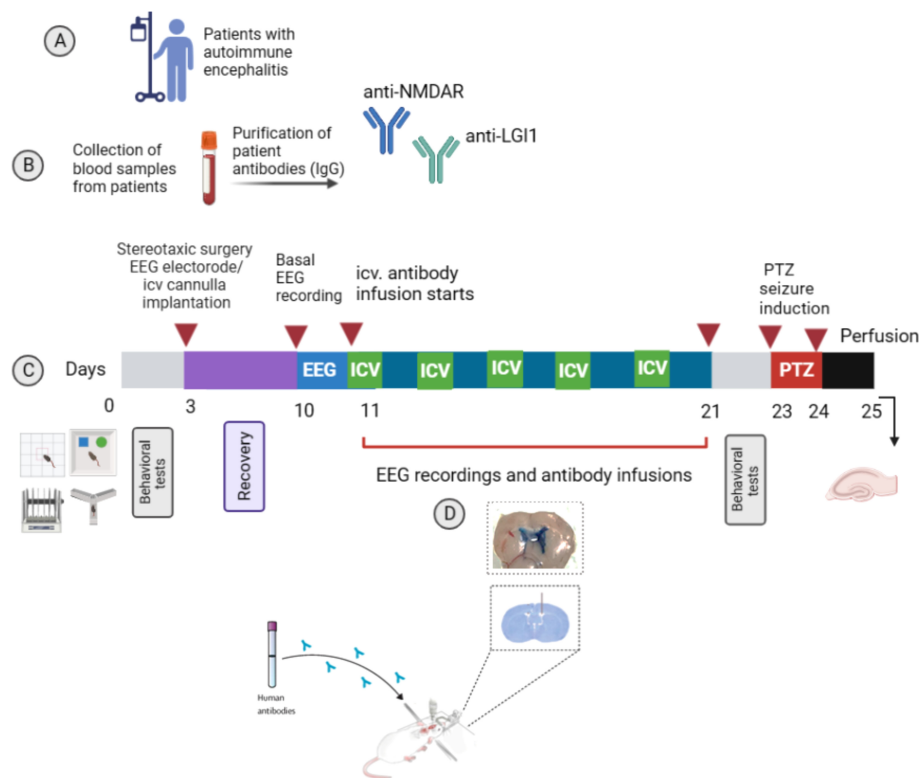 A
Patients with
autoimmune
encephalitis
anti-NMDAR
anti-LGI1
B
Collection of
blood samples
from patients
Purification of
patient
antibodies (IgG)
Stereotaxic surgery
EEG electorode/
icv cannulla
implantation
Basal
EEG
recording
icv. antibody
infusion starts
PTZ
seizure
induction
Perfusion
C
Days
EEG
ICV
ICV
ICV
ICV
ICV
PTZ
0
3
10
11
21
23
24
25
Behavioral
tests
Recovery
EEG recordings and antibody infusions
Behavioral
tests
D
Human
antibodies